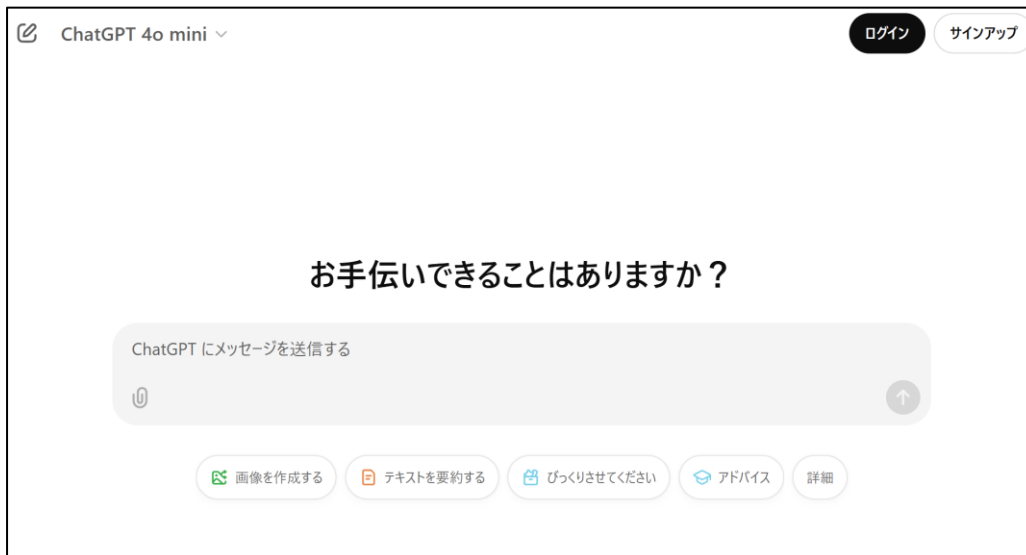 ChatGPT 4o mini
ログイン
サインアップ
お手伝いできることはありますか？
ChatGPT にメッセージを送信する
画像を作成する
テキストを要約する
びっくりさせてください
アドバイス
詳細